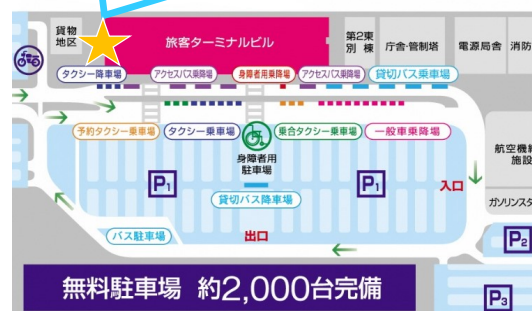 貨物
地区
旅客ターミナルビル
第2東
別 棟
庁舎・管制塔
電源局舎
消防
タクシー降車場
アクセスバス乗降場
身障者用乗降場
アクセスバス乗降場
貸切バス乗車場
予約タクシー乗車場
タクシー乗車場
乗合タクシー乗車場
一般車乗降場
身障者用
駐車場
航空機
施設
P1
P1
入口
貸切バス降車場
ガソリンスタ
バス駐車場
出口
P2
無料駐車場 約2,000台完備
P3